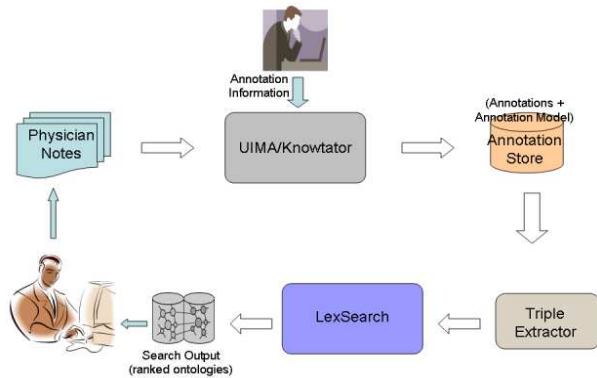 Annotation
Information
Physician
Notes
UIMA/Knowtator
(Annotations +
Annotation Model)
Annotation
Store
LexSearch
Triple
Extractor
Search Output
(ranked ontologies)